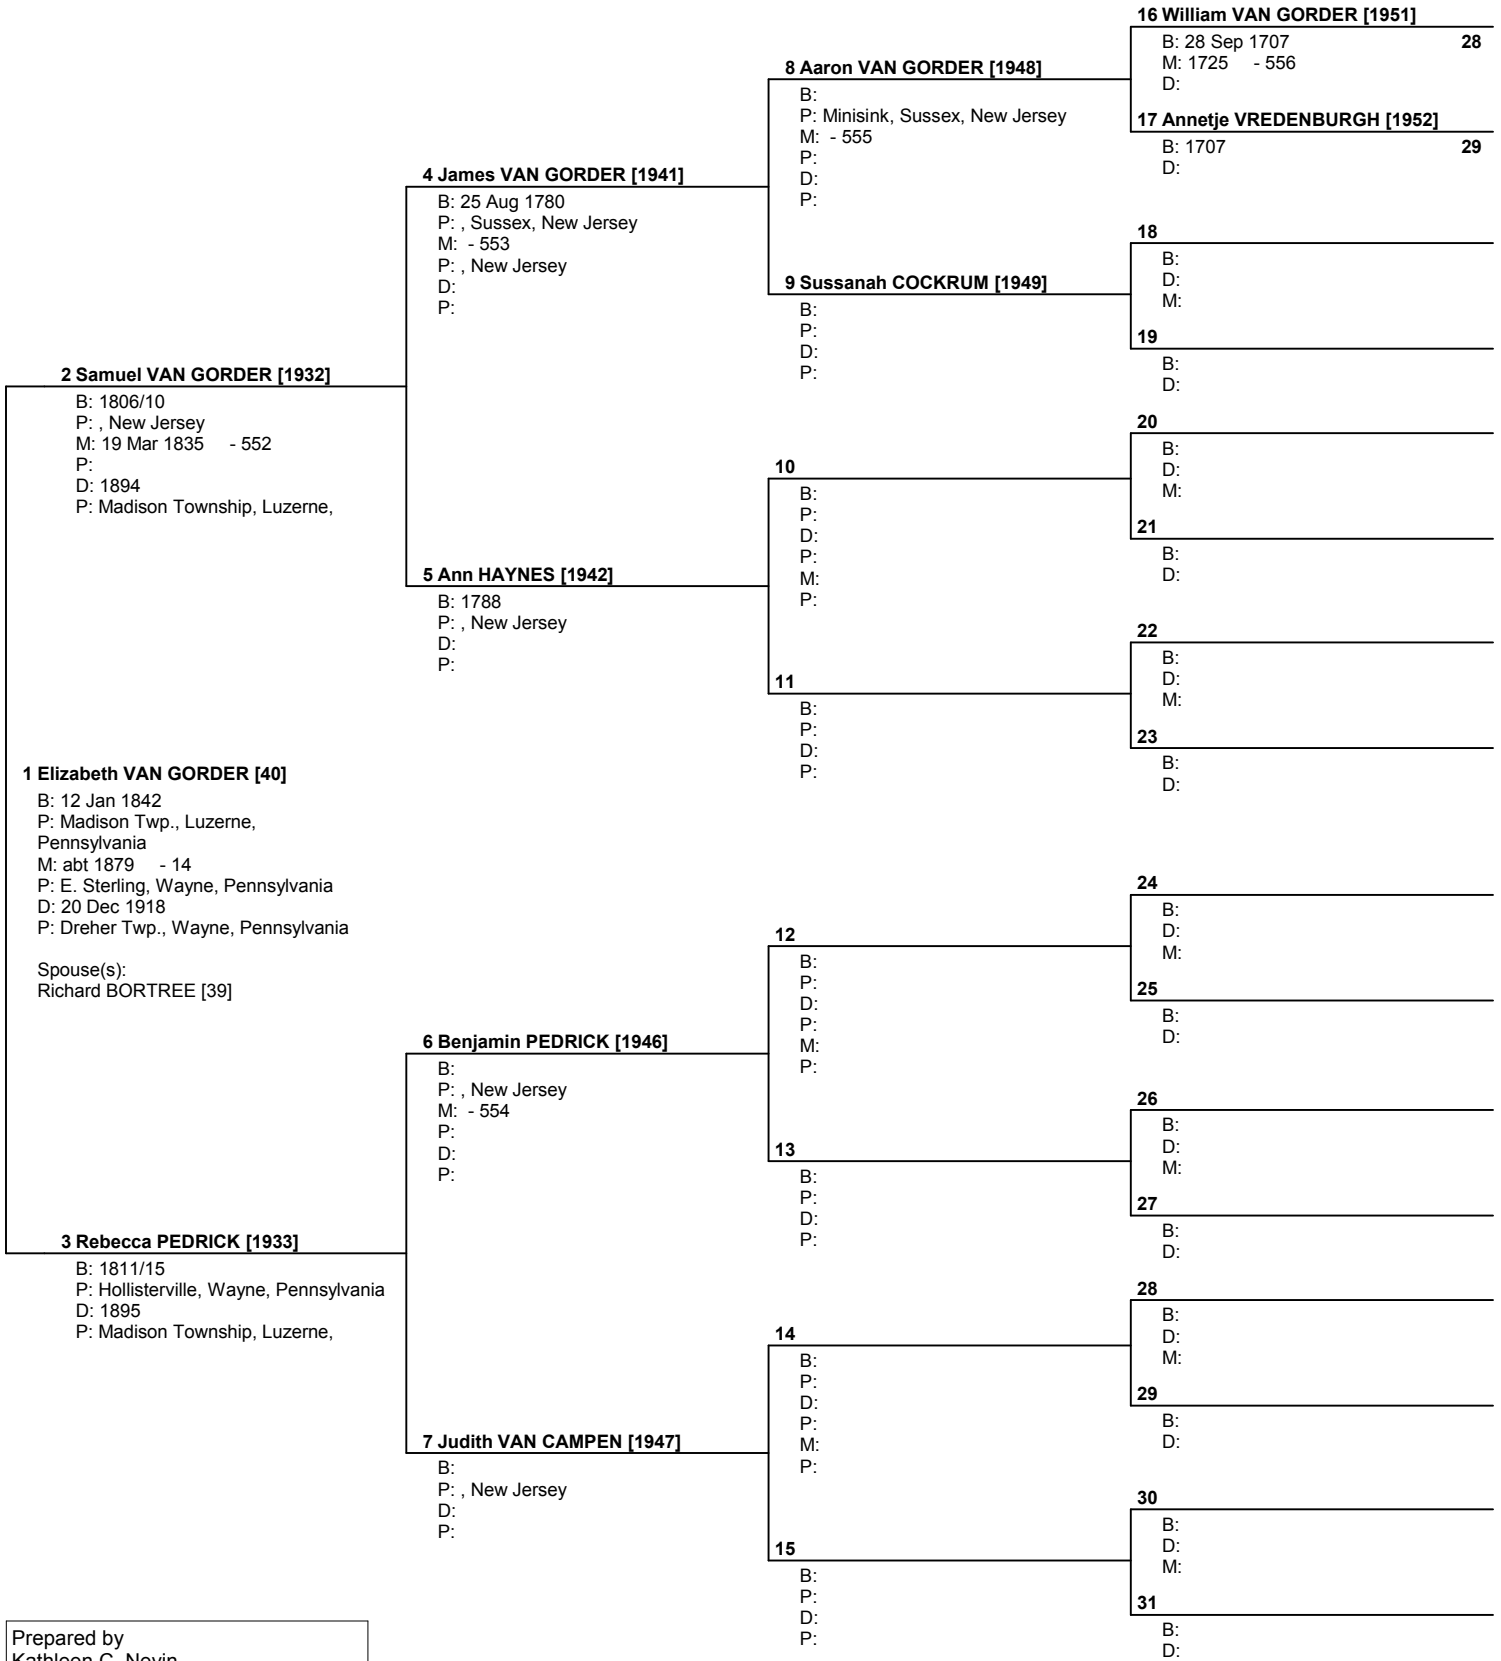 16 William VAN GORDER [1951]
B: 28 Sep 1707 28
M: 1725 - 556
D:
8 Aaron VAN GORDER [1948]
B:
P: Minisink, Sussex, New Jersey
M: - 555
P:
D:
P:
17 Annetje VREDENBURGH [1952]
B: 1707 29
D:
4 James VAN GORDER [1941]
B: 25 Aug 1780
P: , Sussex, New Jersey
M: - 553
P: , New Jersey
D:
P:
18
B:
D:
M:
9 Sussanah COCKRUM [1949]
B:
P:
D:
P:
19
B:
D:
2 Samuel VAN GORDER [1932]
B: 1806/10
P: , New Jersey
M: 19 Mar 1835 - 552
P:
D: 1894
P: Madison Township, Luzerne,
20
B:
D:
M:
10
B:
P:
D:
P:
M:
P:
21
B:
D:
5 Ann HAYNES [1942]
B: 1788
P: , New Jersey
D:
P:
22
B:
D:
M:
11
B:
P:
D:
P:
23
B:
D:
1 Elizabeth VAN GORDER [40]
B: 12 Jan 1842
P: Madison Twp., Luzerne,
Pennsylvania
M: abt 1879 - 14
P: E. Sterling, Wayne, Pennsylvania
D: 20 Dec 1918
P: Dreher Twp., Wayne, Pennsylvania
Spouse(s):
Richard BORTREE [39]
24
B:
D:
M:
12
B:
P:
D:
P:
M:
P:
25
B:
D:
6 Benjamin PEDRICK [1946]
B:
P: , New Jersey
M: - 554
P:
D:
P:
26
B:
D:
M:
13
B:
P:
D:
P:
27
B:
D:
3 Rebecca PEDRICK [1933]
B: 1811/15
P: Hollisterville, Wayne, Pennsylvania
D: 1895
P: Madison Township, Luzerne,
28
B:
D:
M:
14
B:
P:
D:
P:
M:
P:
29
B:
D:
7 Judith VAN CAMPEN [1947]
B:
P: , New Jersey
D:
P:
30
B:
D:
M:
15
B:
P:
D:
P:
31
B:
D:
Prepared by
Kathleen C. Nevin